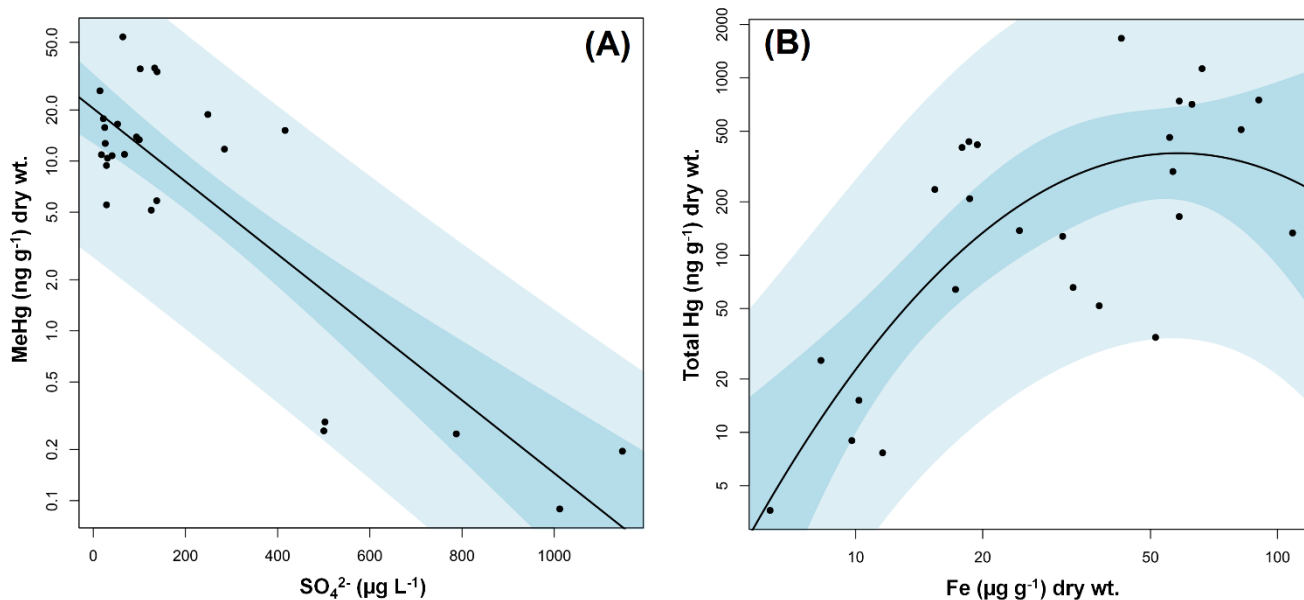 (A)
MeHg (ng g⁻¹) dry wt.
50.0
20.0
10.0
5.0
2.0
1.0
0.5
0.2
0.1
0 200 400 600 800 1000
SO₄²⁻ (µg L⁻¹)
(B)
Total Hg (ng g⁻¹) dry wt.
2000
1000
500
200
100
50
20
10
5
10 20 50 100
Fe (µg g⁻¹) dry wt.